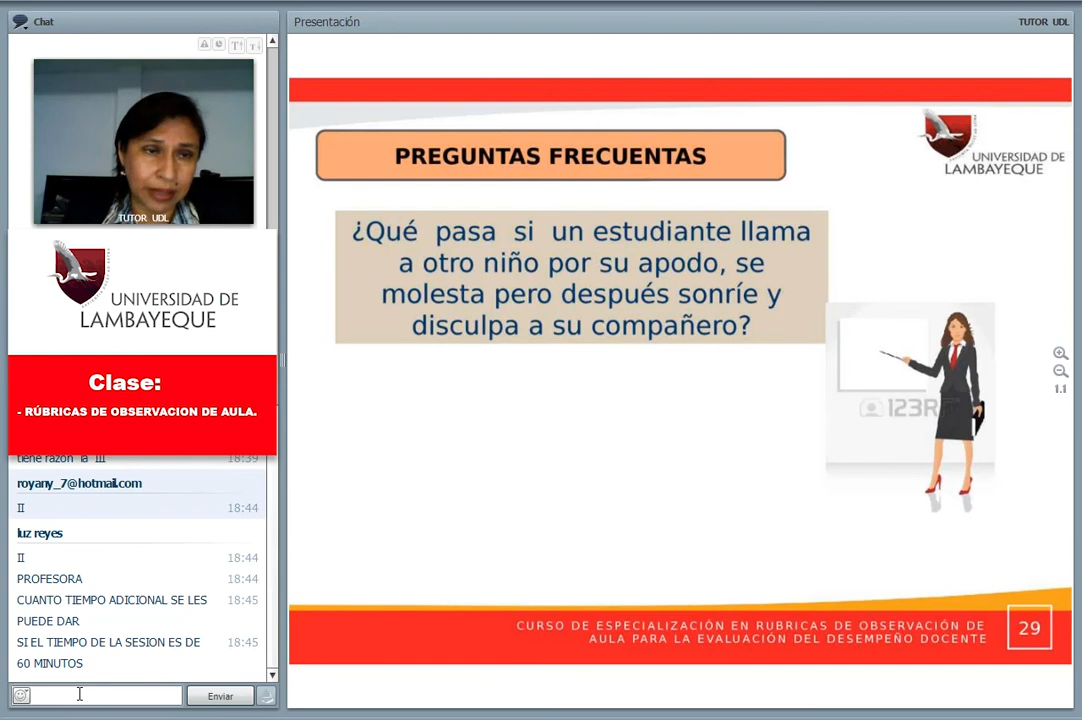 Chat
TUTOR UDL
UNIVERSIDAD DE
LAMBAYEQUE
Clase:
- RÚBRICAS DE OBSERVACION DE AULA.
tiene razon la III 18:39
royany_7@hotmail.com
II 18:44
luz reyes
II 18:44
PROFESORA 18:44
CUANTO TIEMPO ADICIONAL SE LES 18:45
PUEDE DAR
SI EL TIEMPO DE LA SESION ES DE 18:45
60 MINUTOS
Enviar
Presentación
TUTOR UDL
PREGUNTAS FRECUENTAS
UNIVERSIDAD DE
LAMBAYEQUE
¿Qué pasa si un estudiante llama
a otro niño por su apodo, se
molesta pero después sonríe y
disculpa a su compañero?
123R
1.1
CURSO DE ESPECIALIZACIÓN EN RUBRICAS DE OBSERVACIÓN DE
AULA PARA LA EVALUACIÓN DEL DESEMPEÑO DOCENTE
29